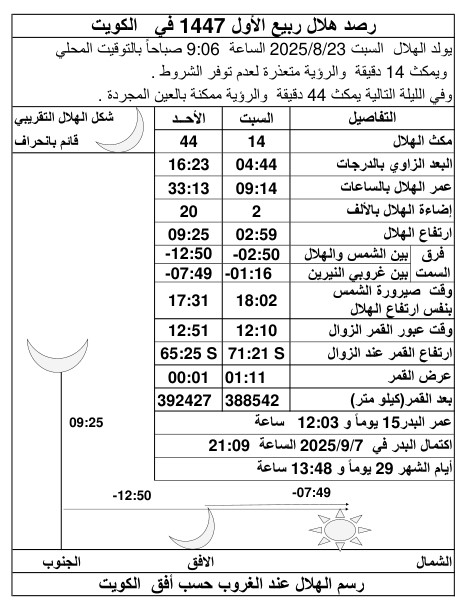 رصد هلال ربيع الأول 1447 في الكويت
يولد الهلال السبت 2025/8/23 الساعة 9:06 صباحاً بالتوقيت المحلي
ويمكث 14 دقيقة والرؤية متعذرة لعدم توفر الشروط .
وفي الليلة التالية يمكث 44 دقيقة والرؤية ممكنة بالعين المجردة .
التفاصيل السبت الأحـد شكل الهلال التقريبي
قائم بانحراف
مكث الهلال 14 44
البعد الزاوي بالدرجات 04:44 16:23
عمر الهلال بالساعات 09:14 33:13
إضاءة الهلال بالألف 2 20
ارتفاع الهلال 02:59 09:25
فرق بين الشمس والهلال -02:50 -12:50
السمت بين غروبي النيرين -01:16 -07:49
وقت صيرورة الشمس
بنفس ارتفاع الهلال 18:02 17:31
وقت عبور القمر الزوال 12:10 12:51
ارتفاع القمر عند الزوال 71:21 S 65:25 S
عرض القمر 01:11 00:01
بعد القمر(كيلو متر) 388542 392427
عمر البدر15 يوماً و 12:03 ساعة
اكتمال البدر في 2025/9/7 الساعة 21:09
أيام الشهر 29 يوماً و 13:48 ساعة
09:25
-12:50
-07:49
الشمال الافق الجنوب
رسم الهلال عند الغروب حسب أفق الكويت